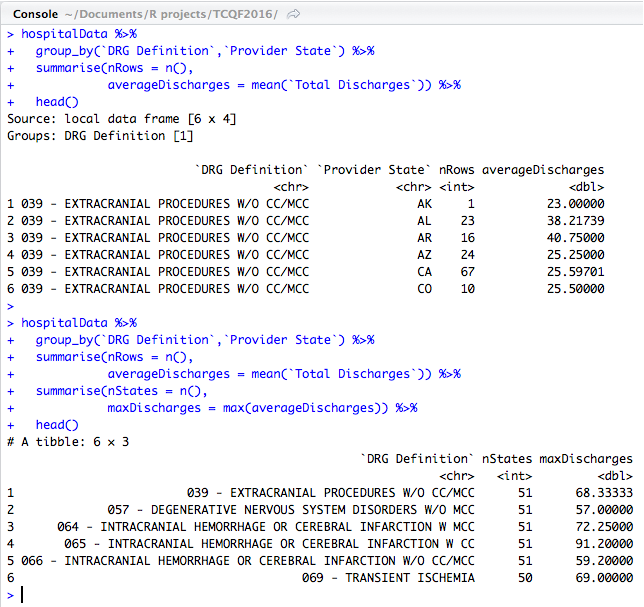 Console ~/Documents/R projects/TCQF2016/
> hospitalData %>%
+   group_by(`DRG Definition`,`Provider State`) %>%
+   summarise(nRows = n(),
+             averageDischarges = mean(`Total Discharges`)) %>%
+   head()
Source: local data frame [6 x 4]
Groups: DRG Definition [1]
`DRG Definition` `Provider State` nRows averageDischarges
<chr> <chr> <int> <dbl>
1 039 - EXTRACRANIAL PROCEDURES W/O CC/MCC AK 1 23.00000
2 039 - EXTRACRANIAL PROCEDURES W/O CC/MCC AL 23 38.21739
3 039 - EXTRACRANIAL PROCEDURES W/O CC/MCC AR 16 40.75000
4 039 - EXTRACRANIAL PROCEDURES W/O CC/MCC AZ 24 25.25000
5 039 - EXTRACRANIAL PROCEDURES W/O CC/MCC CA 67 25.59701
6 039 - EXTRACRANIAL PROCEDURES W/O CC/MCC CO 10 25.50000
>
> hospitalData %>%
+   group_by(`DRG Definition`,`Provider State`) %>%
+   summarise(nRows = n(),
+             averageDischarges = mean(`Total Discharges`)) %>%
+   summarise(nStates = n(),
+             maxDischarges = max(averageDischarges)) %>%
+   head()
# A tibble: 6 × 3
`DRG Definition` nStates maxDischarges
<chr> <int> <dbl>
1 039 - EXTRACRANIAL PROCEDURES W/O CC/MCC 51 68.33333
2 057 - DEGENERATIVE NERVOUS SYSTEM DISORDERS W/O MCC 51 57.00000
3 064 - INTRACRANIAL HEMORRHAGE OR CEREBRAL INFARCTION W MCC 51 72.25000
4 065 - INTRACRANIAL HEMORRHAGE OR CEREBRAL INFARCTION W CC 51 91.20000
5 066 - INTRACRANIAL HEMORRHAGE OR CEREBRAL INFARCTION W/O CC/MCC 51 59.20000
6 069 - TRANSIENT ISCHEMIA 50 69.00000
>